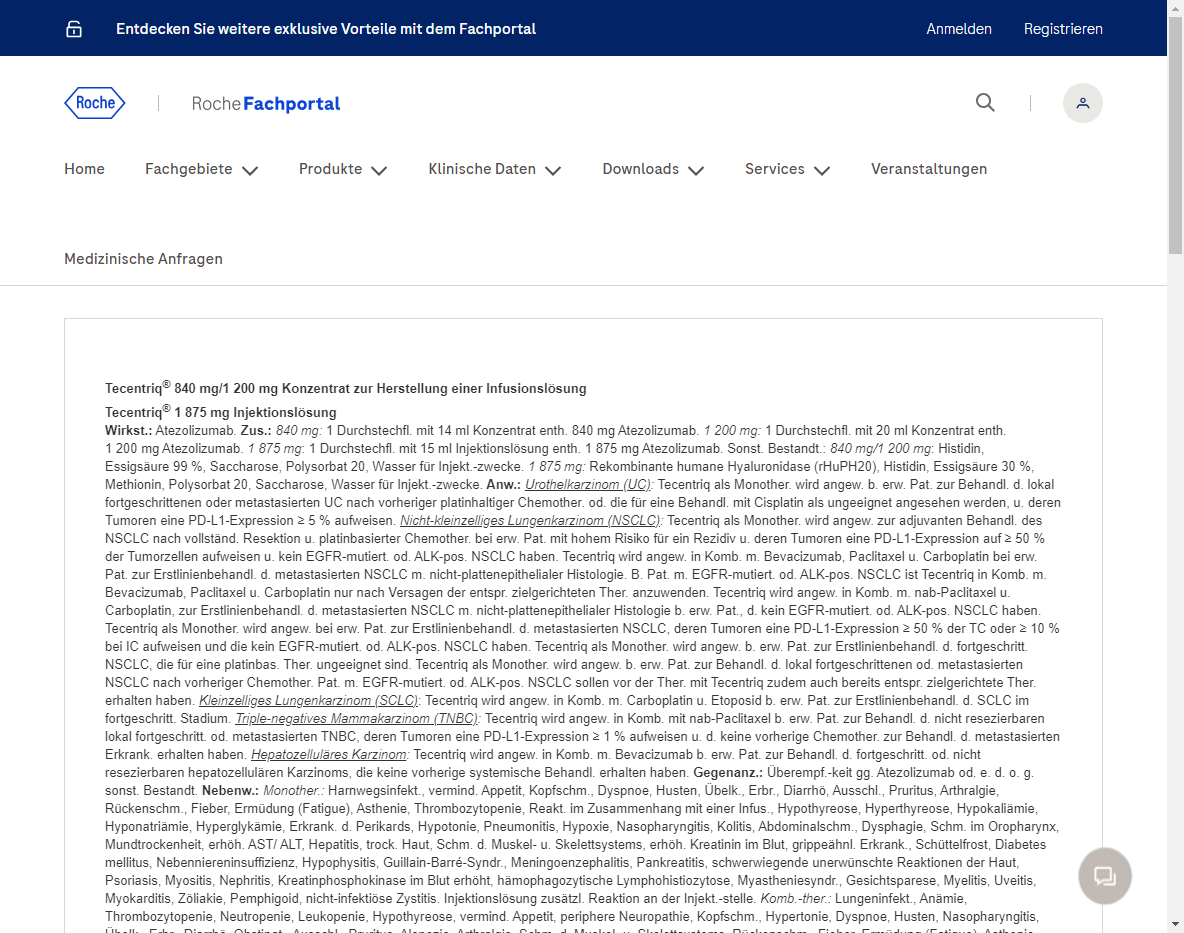 Entdecken Sie weitere exklusive Vorteile mit dem Fachportal
Anmelden
Registrieren
Roche
Roche Fachportal
Home
Fachgebiete
Produkte
Klinische Daten
Downloads
Services
Veranstaltungen
Medizinische Anfragen
Tecentriq® 840 mg/1 200 mg Konzentrat zur Herstellung einer Infusionslösung
Tecentriq® 1 875 mg Injektionslösung
Wirkst.: Atezolizumab. Zus.: 840 mg: 1 Durchstechfl. mit 14 ml Konzentrat enth. 840 mg Atezolizumab. 1 200 mg: 1 Durchstechfl. mit 20 ml Konzentrat enth.
1 200 mg Atezolizumab. 1 875 mg: 1 Durchstechfl. mit 15 ml Injektionslösung enth. 1 875 mg Atezolizumab. Sonst. Bestandt.: 840 mg/1 200 mg: Histidin,
Essigsäure 99 %, Saccharose, Polysorbat 20, Wasser für Injekt.-zwecke. 1 875 mg: Rekombinante humane Hyaluronidase (rHuPH20), Histidin, Essigsäure 30 %,
Methionin, Polysorbat 20, Saccharose, Wasser für Injekt.-zwecke. Anw.: Urothelkarzinom (UC): Tecentriq als Monother. wird angew. b. erw. Pat. zur Behandl. d. lokal
fortgeschrittenen oder metastasierten UC nach vorheriger platinhaltiger Chemother. od. die für eine Behandl. mit Cisplatin als ungeeignet angesehen werden, u. deren
Tumoren eine PD-L1-Expression ≥ 5 % aufweisen. Nicht-kleinzelliges Lungenkarzinom (NSCLC): Tecentriq als Monother. wird angew. zur adjuvanten Behandl. des
NSCLC nach vollständ. Resektion u. platinbasierter Chemother. bei erw. Pat. mit hohem Risiko für ein Rezidiv u. deren Tumoren eine PD-L1-Expression auf ≥ 50 %
der Tumorzellen aufweisen u. kein EGFR-mutiert. od. ALK-pos. NSCLC haben. Tecentriq wird angew. in Komb. m. Bevacizumab, Paclitaxel u. Carboplatin bei erw.
Pat. zur Erstlinienbehandl. d. metastasierten NSCLC m. nicht-plattenepithelialer Histologie. B. Pat. m. EGFR-mutiert. od. ALK-pos. NSCLC ist Tecentriq in Komb. m.
Bevacizumab, Paclitaxel u. Carboplatin nur nach Versagen der entspr. zielgerichteten Ther. anzuwenden. Tecentriq wird angew. in Komb. m. nab-Paclitaxel u.
Carboplatin, zur Erstlinienbehandl. d. metastasierten NSCLC m. nicht-plattenepithelialer Histologie b. erw. Pat., d. kein EGFR-mutiert. od. ALK-pos. NSCLC haben.
Tecentriq als Monother. wird angew. bei erw. Pat. zur Erstlinienbehandl. d. metastasierten NSCLC, deren Tumoren eine PD-L1-Expression ≥ 50 % der TC oder ≥ 10 %
bei IC aufweisen und die kein EGFR-mutiert. od. ALK-pos. NSCLC haben. Tecentriq als Monother. wird angew. b. erw. Pat. zur Erstlinienbehandl. d. fortgeschritt.
NSCLC, die für eine platinbas. Ther. ungeeignet sind. Tecentriq als Monother. wird angew. b. erw. Pat. zur Behandl. d. lokal fortgeschrittenen od. metastasierten
NSCLC nach vorheriger Chemother. Pat. m. EGFR-mutiert. od. ALK-pos. NSCLC sollen vor der Ther. mit Tecentriq zudem auch bereits entspr. zielgerichtete Ther.
erhalten haben. Kleinzelliges Lungenkarzinom (SCLC): Tecentriq wird angew. in Komb. m. Carboplatin u. Etoposid b. erw. Pat. zur Erstlinienbehandl. d. SCLC im
fortgeschritt. Stadium. Triple-negatives Mammakarzinom (TNBC): Tecentriq wird angew. in Komb. mit nab-Paclitaxel b. erw. Pat. zur Behandl. d. nicht resezierbaren
lokal fortgeschritt. od. metastasierten TNBC, deren Tumoren eine PD-L1-Expression ≥ 1 % aufweisen u. d. keine vorherige Chemother. zur Behandl. d. metastasierten
Erkrank. erhalten haben. Hepatozelluläres Karzinom: Tecentriq wird angew. in Komb. m. Bevacizumab b. erw. Pat. zur Behandl. d. fortgeschritt. od. nicht
resezierbaren hepatozellulären Karzinoms, die keine vorherige systemische Behandl. erhalten haben. Gegenanz.: Überempf.-keit gg. Atezolizumab od. e. d. o. g.
sonst. Bestandt. Nebenw.: Monother.: Harnwegsinfekt., vermind. Appetit, Kopfschm., Dyspnoe, Husten, Übelk., Erbr., Diarrhö, Ausschl., Pruritus, Arthralgie,
Rückenschm., Fieber, Ermüdung (Fatigue), Asthenie, Thrombozytopenie, Reakt. im Zusammenhang mit einer Infus., Hypothyreose, Hyperthyreose, Hypokaliämie,
Hyponatriämie, Hyperglykämie, Erkrank. d. Perikards, Hypotonie, Pneumonitis, Hypoxie, Nasopharyngitis, Kolitis, Abdominalschm., Dysphagie, Schm. im Oropharynx,
Mundtrockenheit, erhöh. AST/ ALT, Hepatitis, trock. Haut, Schm. d. Muskel- u. Skelettsystems, erhöh. Kreatinin im Blut, grippeähnl. Erkrank., Schüttelfrost, Diabetes
mellitus, Nebenniereninsuffizienz, Hypophysitis, Guillain-Barré-Syndr., Meningoenzephalitis, Pankreatitis, schwerwiegende unerwünschte Reaktionen der Haut,
Psoriasis, Myositis, Nephritis, Kreatinphosphokinase im Blut erhöht, hämophagozytische Lymphohistiozytose, Myastheniesyndr., Gesichtsparese, Myelitis, Uveitis,
Myokarditis, Zöliakie, Pemphigoid, nicht-infektiöse Zystitis. Injektionslösung zusätzl. Reaktion an der Injekt.-stelle. Komb.-ther.: Lungeninfekt., Anämie,
Thrombozytopenie, Neutropenie, Leukopenie, Hypothyreose, vermind. Appetit, periphere Neuropathie, Kopfschm., Hypertonie, Dyspnoe, Husten, Nasopharyngitis,
Übelk., Erbr., Diarrhö, Obstipat., Ausschl., Pruritus, Alopezie, Arthralgie, Schm. d. Muskel- u. Skelettsystems, Rückenschm., Fieber, Ermüdung (Fatigue), Asthenie,